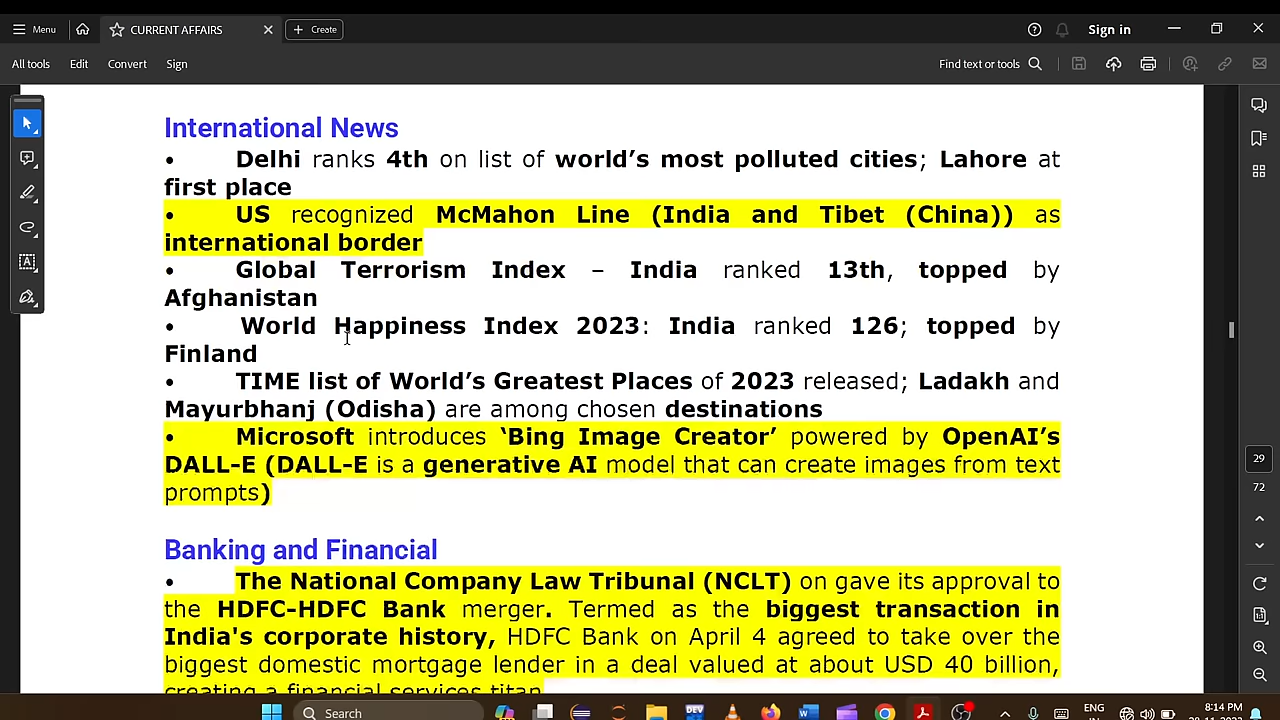 Menu
CURRENT AFFAIRS
Create
Sign in
All tools
Edit
Convert
Sign
Find text or tools
International News
• Delhi ranks 4th on list of world’s most polluted cities; Lahore at
first place
• US recognized McMahon Line (India and Tibet (China)) as
international border
• Global Terrorism Index – India ranked 13th, topped by
Afghanistan
• World Happiness Index 2023: India ranked 126; topped by
Finland
• TIME list of World’s Greatest Places of 2023 released; Ladakh and
Mayurbhanj (Odisha) are among chosen destinations
• Microsoft introduces ‘Bing Image Creator’ powered by OpenAI’s
DALL-E (DALL-E is a generative AI model that can create images from text
prompts)
Banking and Financial
• The National Company Law Tribunal (NCLT) on gave its approval to
the HDFC-HDFC Bank merger. Termed as the biggest transaction in
India's corporate history, HDFC Bank on April 4 agreed to take over the
biggest domestic mortgage lender in a deal valued at about USD 40 billion,
creating a financial services titan
29
72
Search
DEV
ENG
8:14 PM